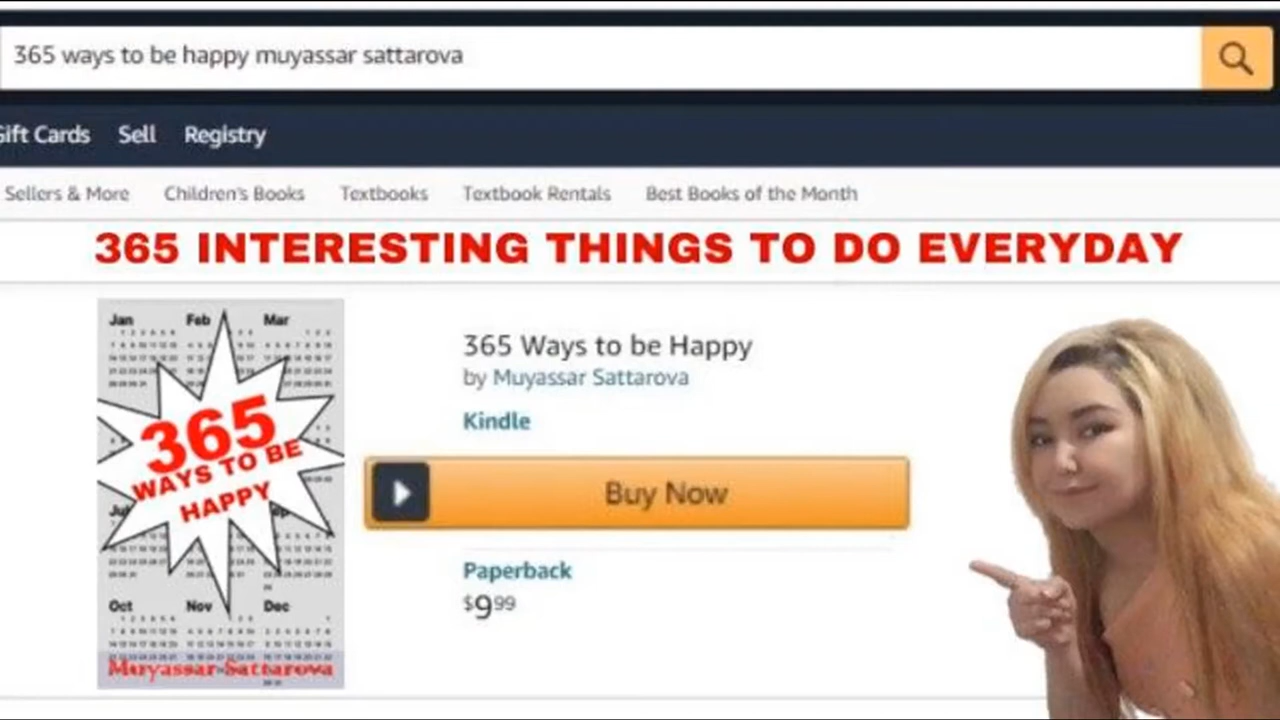 365 ways to be happy muyassar sattarova
Gift Cards Sell Registry
Sellers & More Children's Books Textbooks Textbook Rentals Best Books of the Month
365 INTERESTING THINGS TO DO EVERYDAY
Jan Feb Mar
365
WAYS TO BE
HAPPY
Oct Nov Dec
Muyassar Sattarova
365 Ways to be Happy
by Muyassar Sattarova
Kindle
Buy Now
Paperback
$999